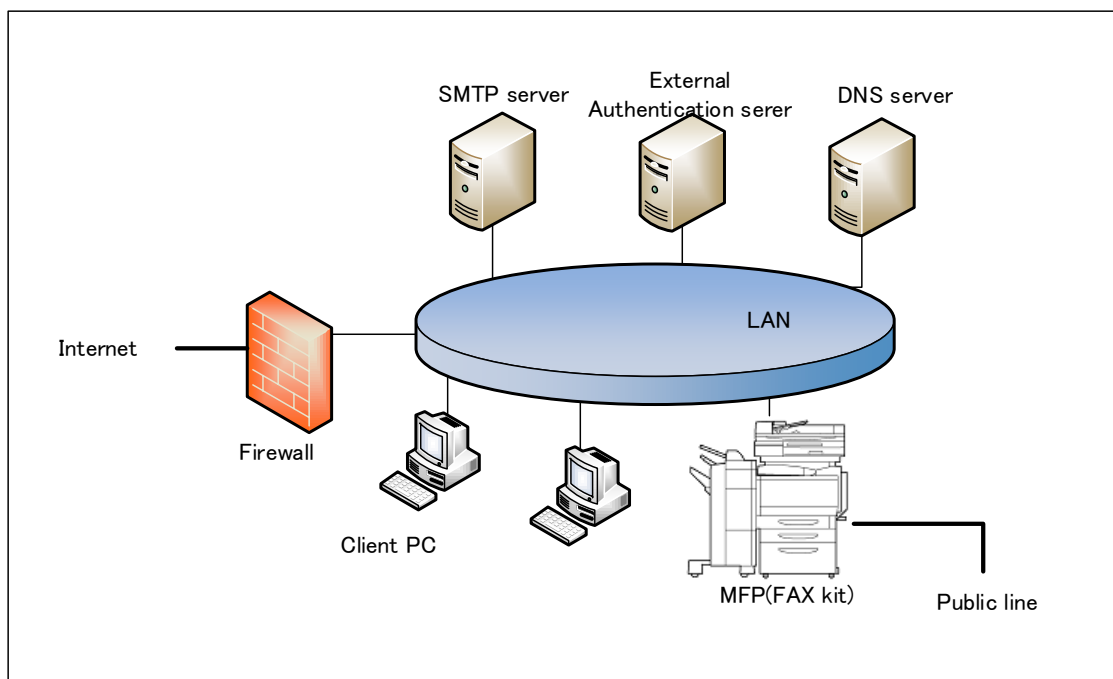 SMTP server
External
Authentication serer
DNS server
LAN
Internet
Firewall
Client PC
MFP(FAX kit)
Public line